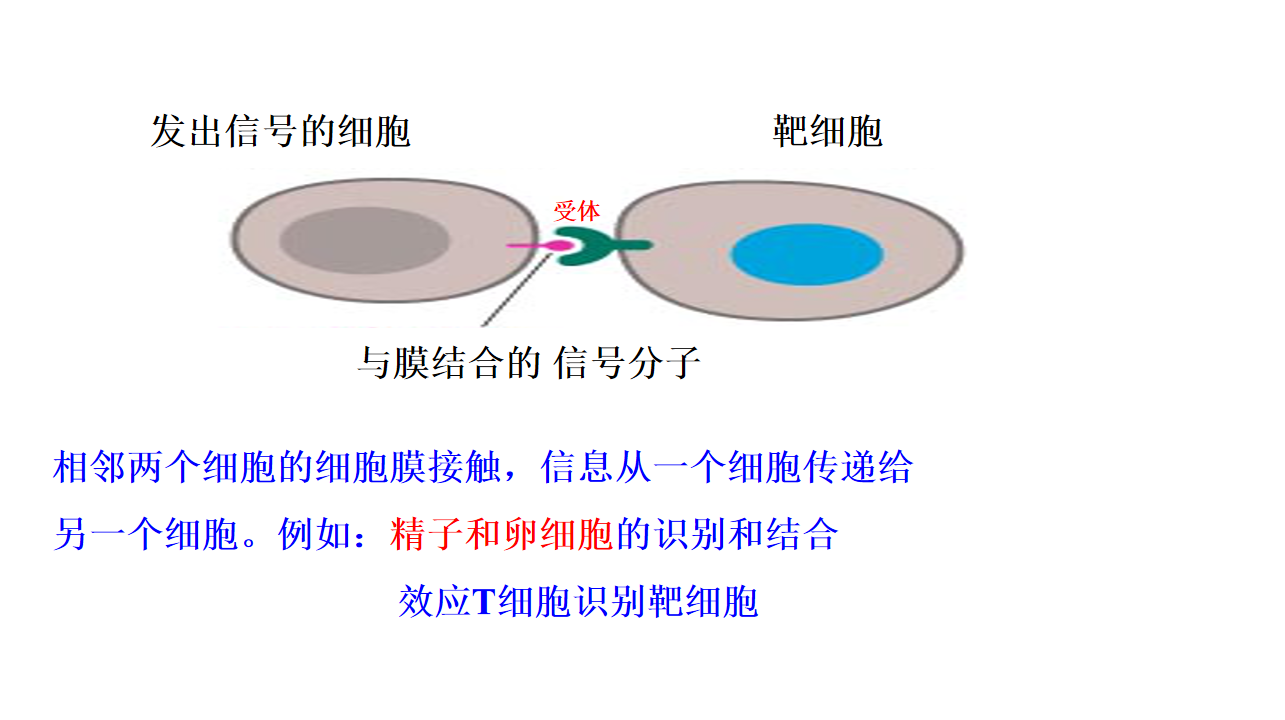 发出信号的细胞
靶细胞
受体
与膜结合的 信号分子
相邻两个细胞的细胞膜接触，信息从一个细胞传递给
另一个细胞。例如：精子和卵细胞的识别和结合
效应T细胞识别靶细胞